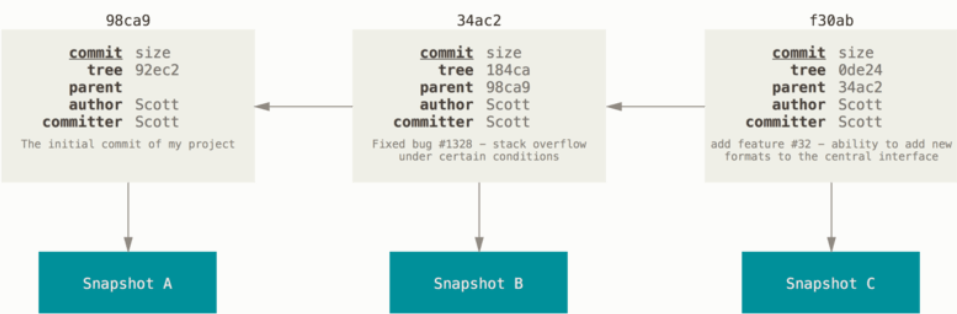 98ca9
commit size
tree 92ec2
parent
author Scott
committer Scott
The initial commit of my project
Snapshot A
34ac2
commit size
tree 184ca
parent 98ca9
author Scott
committer Scott
Fixed bug #1328 – stack overflow
under certain conditions
Snapshot B
f30ab
commit size
tree 0de24
parent 34ac2
author Scott
committer Scott
add feature #32 – ability to add new
formats to the central interface
Snapshot C